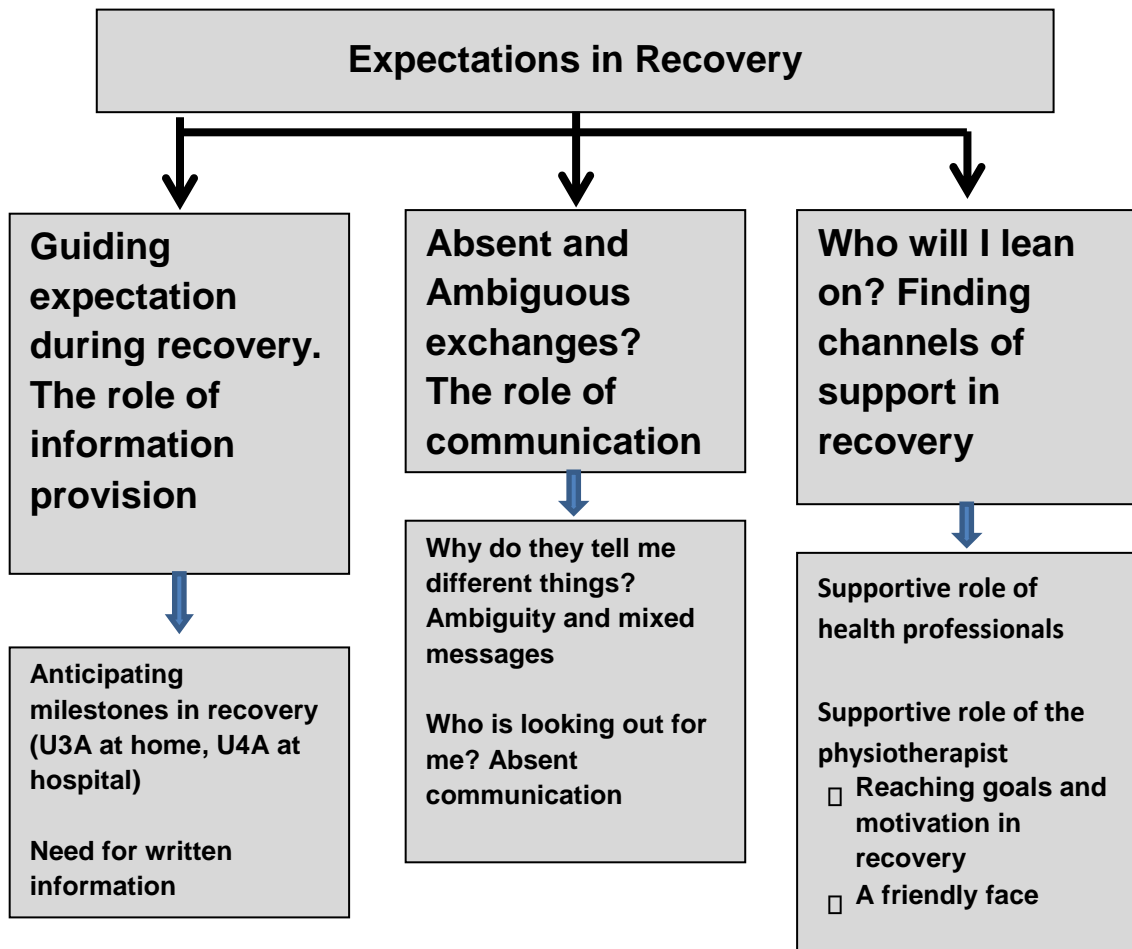 Expectations in Recovery
Guiding
expectation
during recovery.
The role of
information
provision
Absent and
Ambiguous
exchanges?
The role of
communication
Who will I lean
on? Finding
channels of
support in
recovery
Anticipating
milestones in recovery
(U3A at home, U4A at
hospital)
Need for written
information
Why do they tell me
different things?
Ambiguity and mixed
messages
Who is looking out for
me? Absent
communication
Supportive role of
health professionals
Supportive role of the
physiotherapist
Reaching goals and
motivation in
recovery
A friendly face